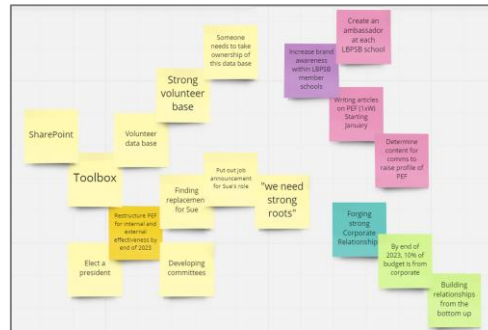 Someone
needs to take
ownership of
this data base
Strong
volunteer
base
SharePoint
Volunteer
data base
Toolbox
Restructure PEF
for internal and
external
effectiveness by
end of 2023
Finding
replacemen
for Sue
Put out job
announcement
for Sue's role
"we need
strong
roots"
Elect a
president
Developing
committees
Create an
ambassador
at each
LBPSB school
Increase brand
awareness
within LBPSB
member
schools
Writing articles
on PEF (1xW)
Starting
January
Determine
content for
comms to
raise profile of
PEF
Forging
strong
Corporate
Relationship
By end of
2023, 10% of
budget is from
corporate
Building
relationships
from the
bottom up